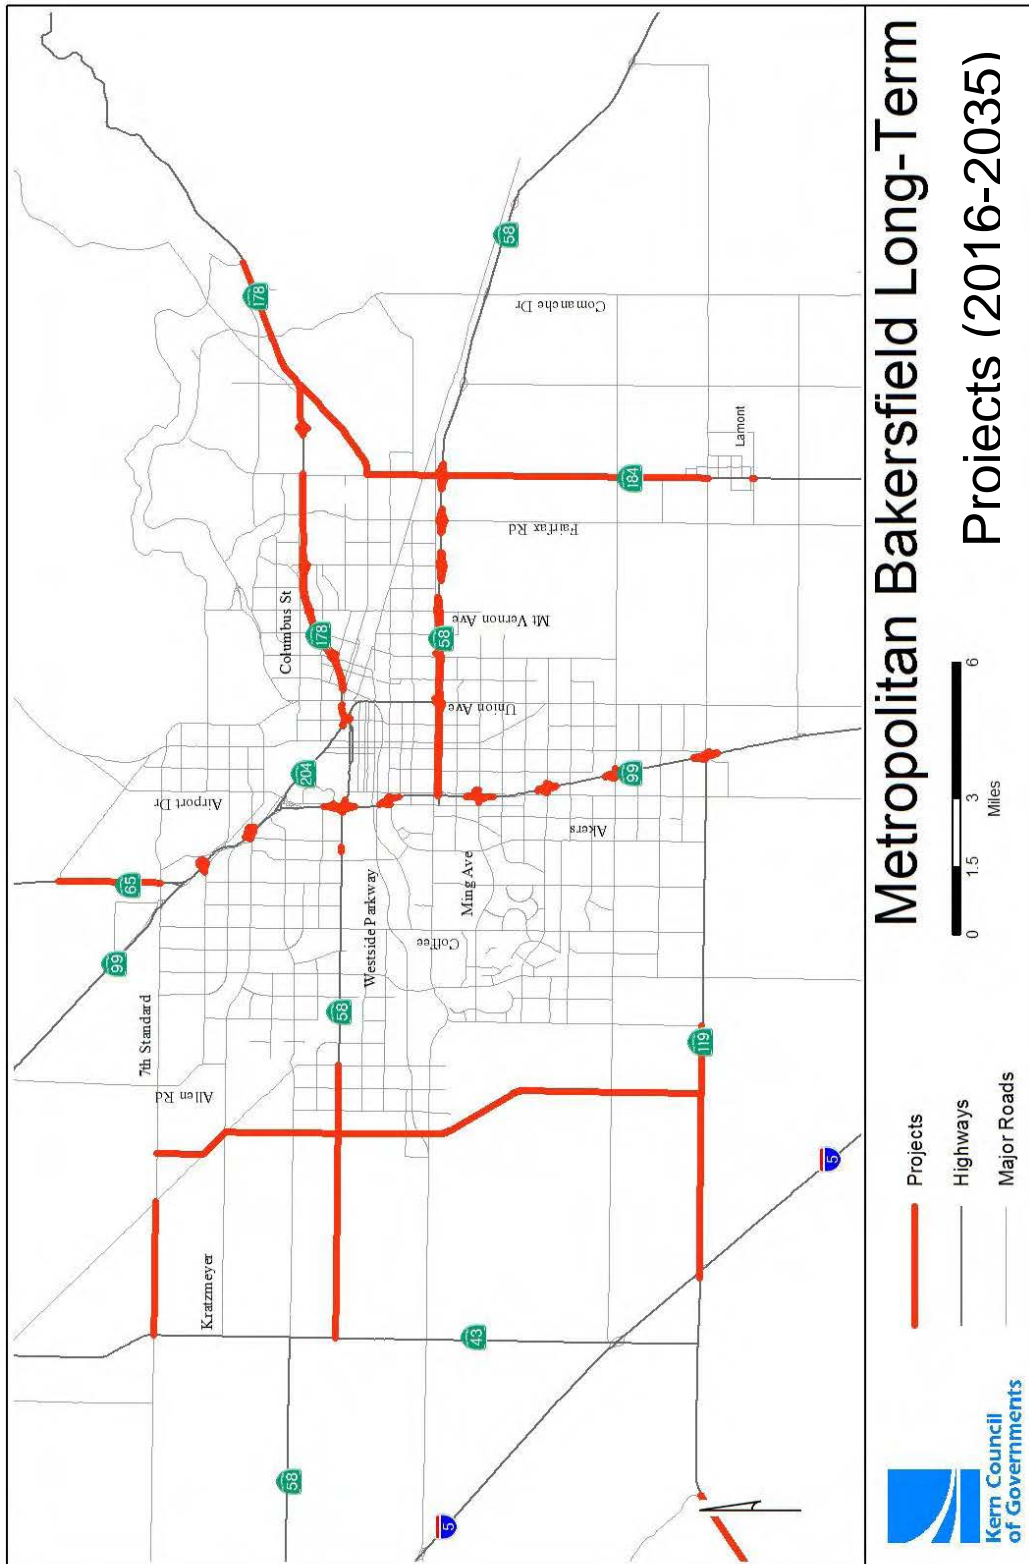 178
58
Comanche Dr
Lamont
184
Fairfax Rd
Columbus St
178
58
Mt Vernon Ave
Union Ave
204
99
Airport Dr
Akers
65
Ming Ave
Westside Parkway
Coffee
99
58
7th Standard
119
Allen Rd
5
Kratzmeyer
43
58
5
Metropolitan Bakersfield Long-Term
Projects (2016-2035)
0 1.5 3 6
Miles
Projects
Highways
Major Roads
Kern Council
of Governments